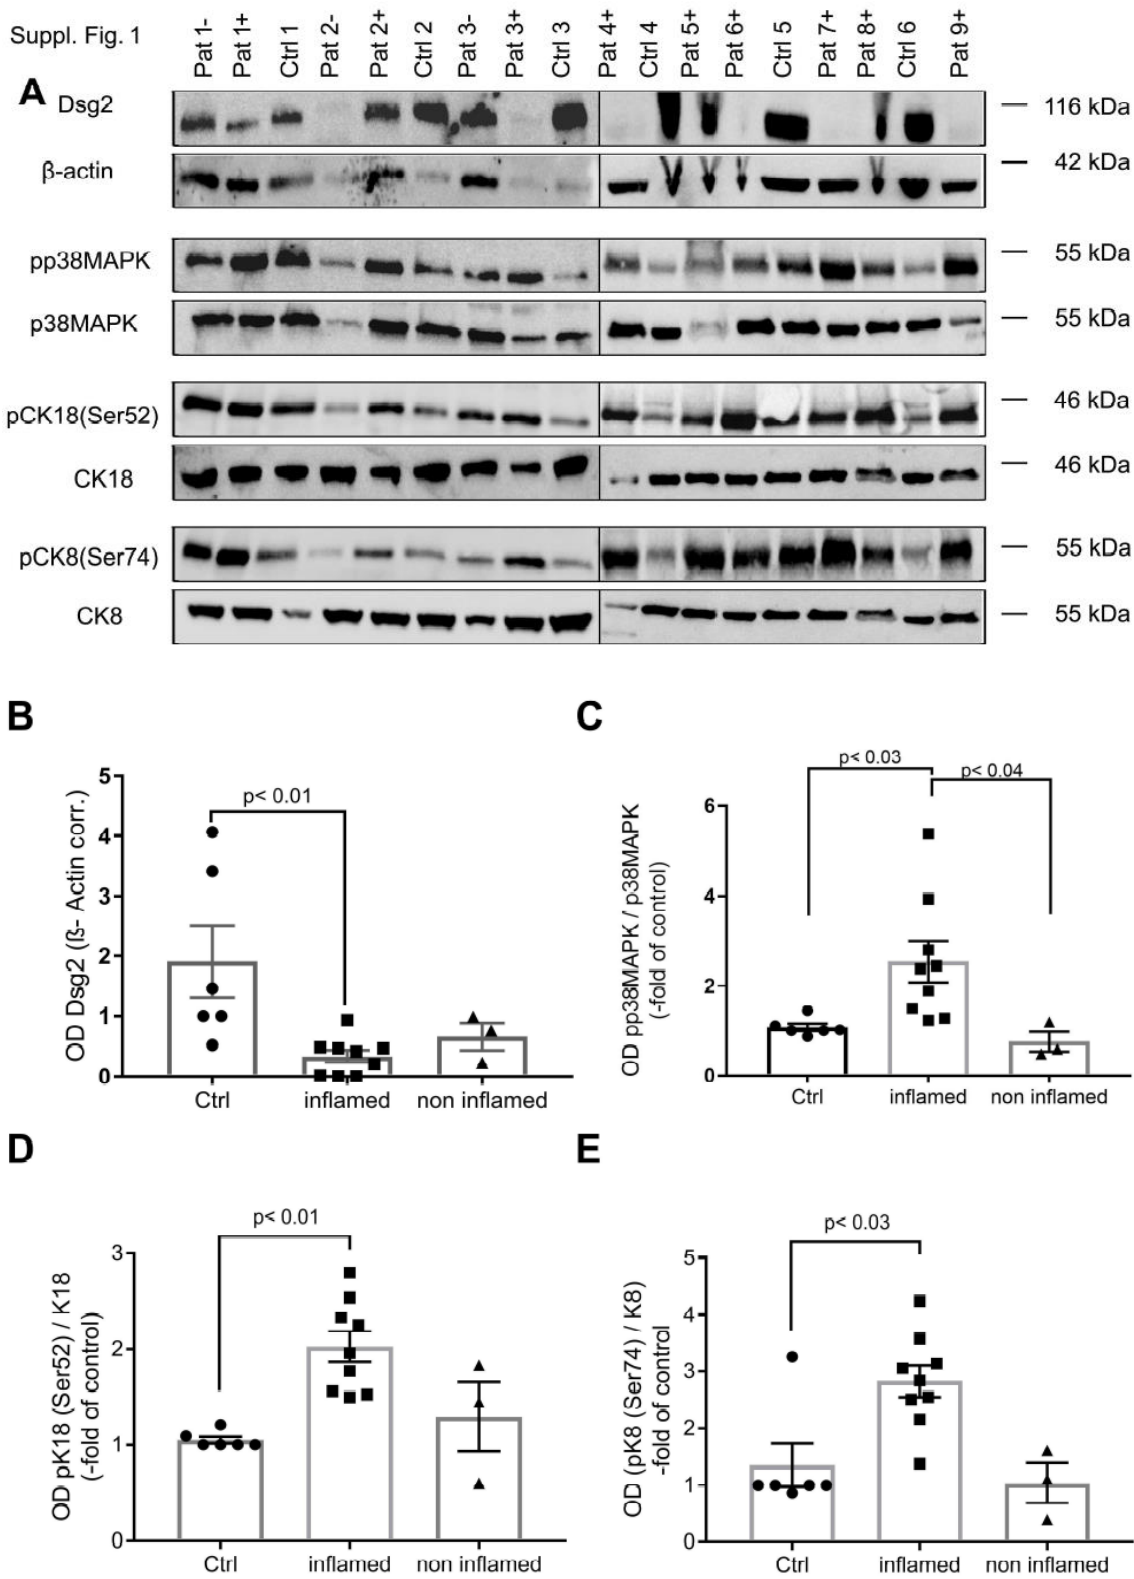 Suppl. Fig. 1
Pat 1-
Pat 1+
Ctrl 1
Pat 2-
Pat 2+
Ctrl 2
Pat 3-
Pat 3+
Ctrl 3
Pat 4+
Ctrl 4
Pat 5+
Pat 6+
Ctrl 5
Pat 7+
Pat 8+
Ctrl 6
Pat 9+
A
Dsg2
116 kDa
β-actin
42 kDa
pp38MAPK
55 kDa
p38MAPK
55 kDa
pCK18(Ser52)
46 kDa
CK18
46 kDa
pCK8(Ser74)
55 kDa
CK8
55 kDa
B
OD Dsg2 (ß- Actin corr.)
5
4
3
2
1
0
p< 0.01
Ctrl
inflamed
non inflamed
C
OD pp38MAPK / p38MAPK
(-fold of control)
6
4
2
0
p< 0.03
p< 0.04
Ctrl
inflamed
non inflamed
D
OD pK18 (Ser52) / K18
(-fold of control)
3
2
1
0
p< 0.01
Ctrl
inflamed
non inflamed
E
OD (pK8 (Ser74) / K8)
-fold of control
5
4
3
2
1
0
p< 0.03
Ctrl
inflamed
non inflamed